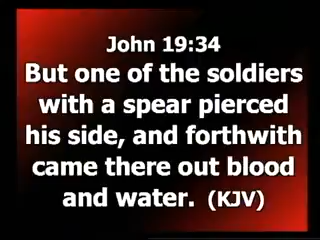 John 19:34
But one of the soldiers
with a spear pierced
his side, and forthwith
came there out blood
and water. (KJV)